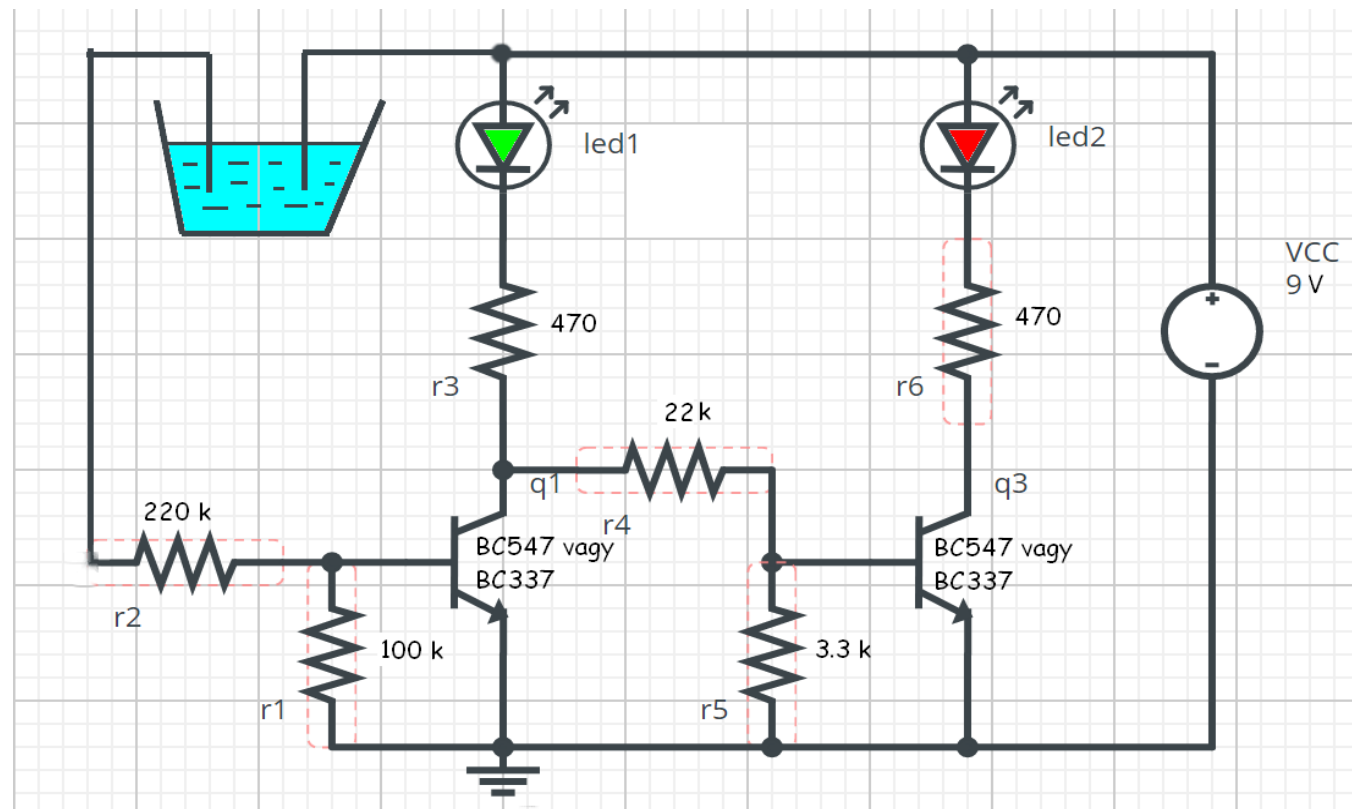 led1
led2
VCC
9 V
470
r3
470
r6
22 k
q1
r4
q3
220 k
BC547 vagy
BC337
BC547 vagy
BC337
r2
100 k
r1
3.3 k
r5